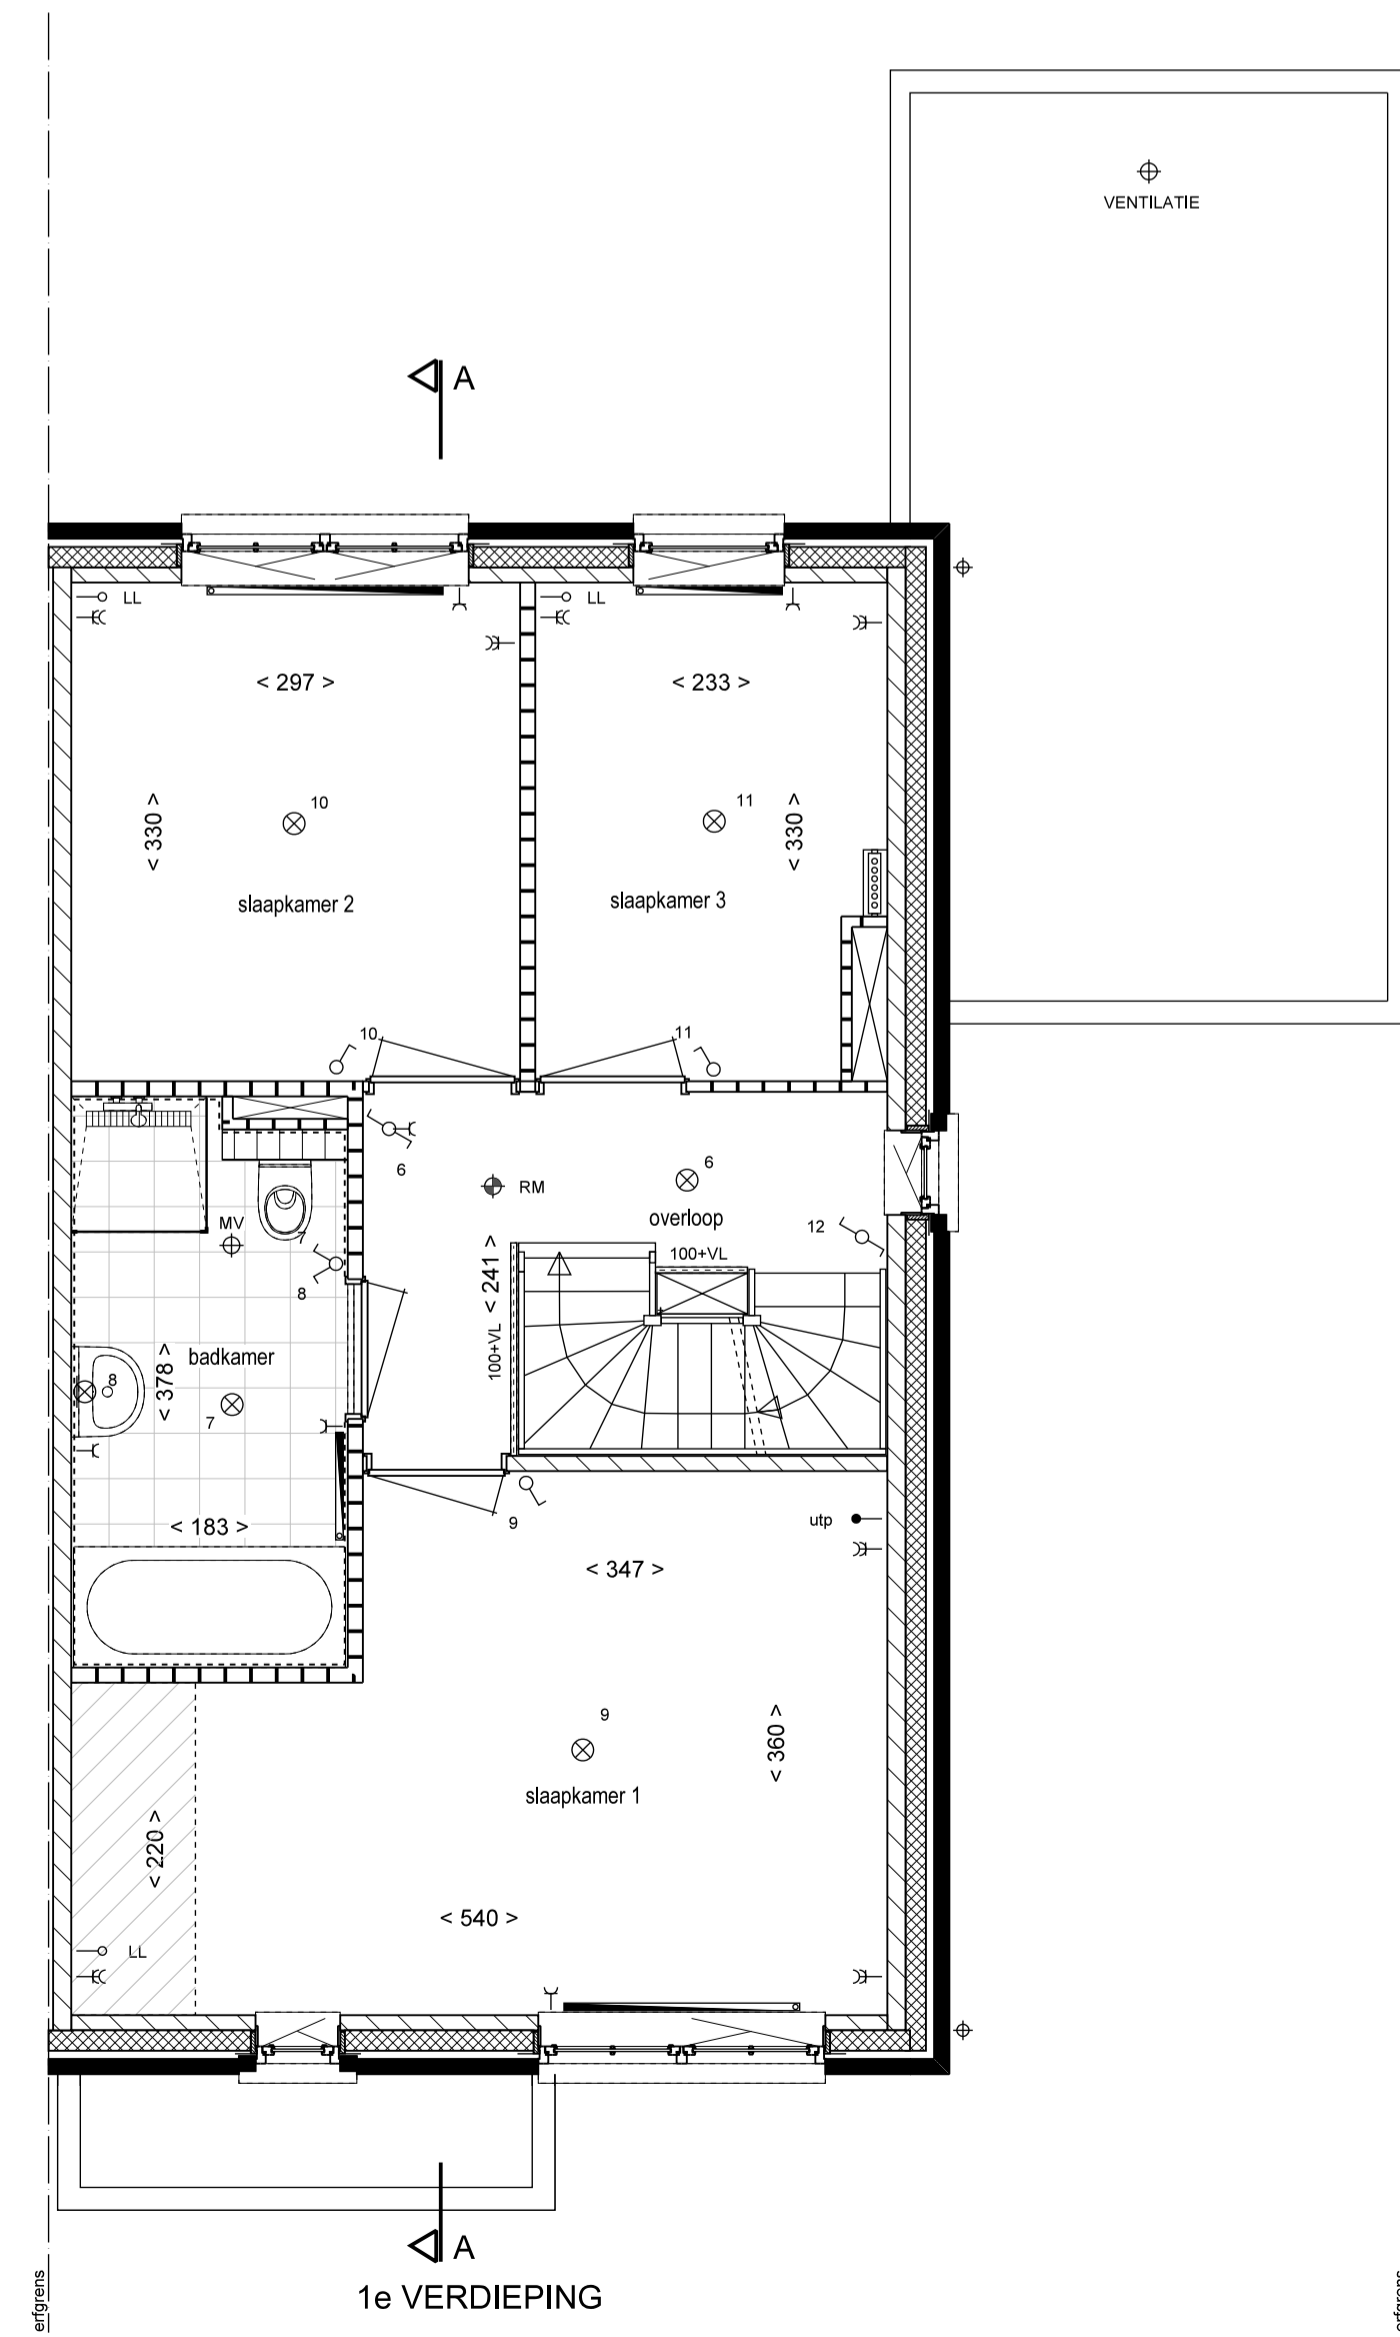 VENTILATIE
A
LL
LL
< 297 >
< 233 >
10
11
< 330 >
< 330 >
slaapkamer 2
slaapkamer 3
10
11
6
6
RM
overloop
MV
12
7
100+VL
8
< 241 >
100+VL
badkamer
8
< 378 >
7
< 183 >
9
utp
< 347 >
9
< 360 >
slaapkamer 1
< 220 >
< 540 >
LL
A
1e VERDIEPING
erfgrens
erfgrens